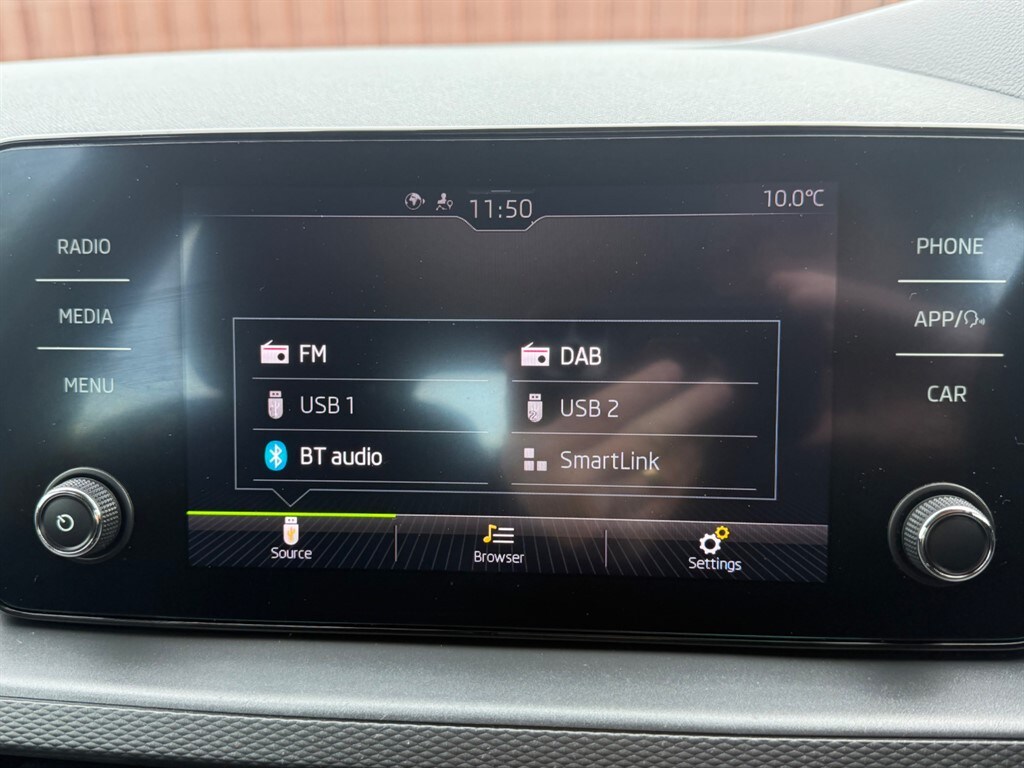 11:50
10.0°C
RADIO
MEDIA
MENU
PHONE
APP/
CAR
FM
DAB
USB 1
USB 2
BT audio
SmartLink
Source
Browser
Settings